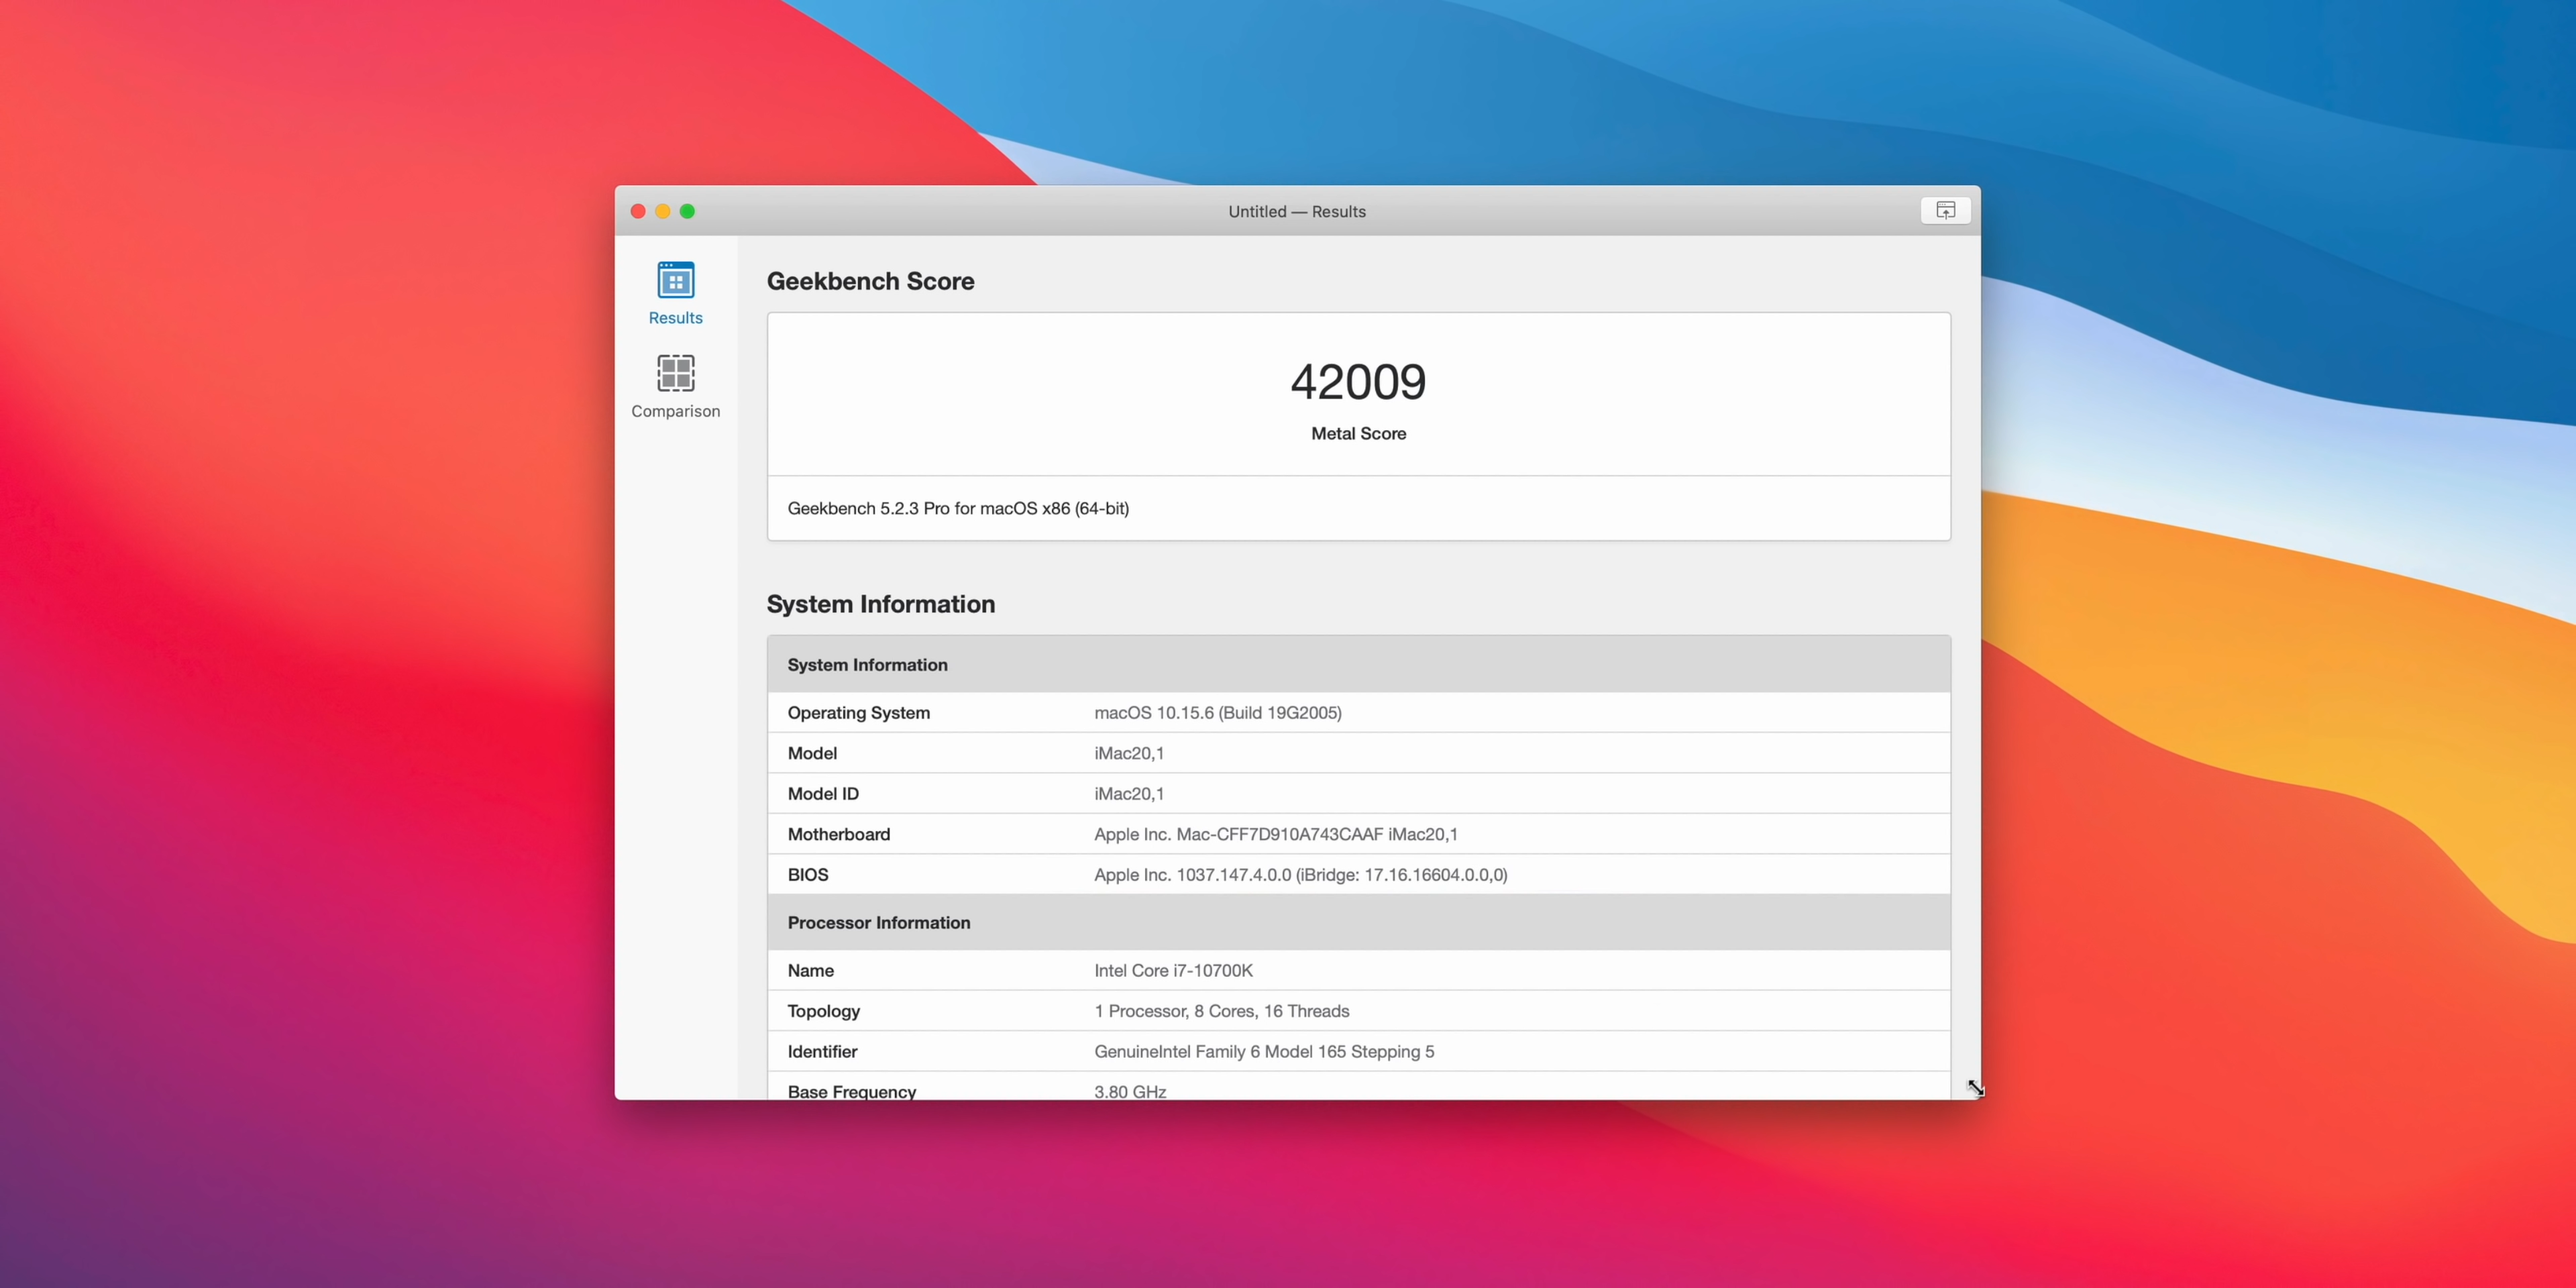 Untitled — Results
Results
Comparison
Geekbench Score
42009
Metal Score
Geekbench 5.2.3 Pro for macOS x86 (64-bit)
System Information
System Information
Operating System macOS 10.15.6 (Build 19G2005)
Model iMac20,1
Model ID iMac20,1
Motherboard Apple Inc. Mac-CFF7D910A743CAAF iMac20,1
BIOS Apple Inc. 1037.147.4.0.0 (iBridge: 17.16.16604.0.0,0)
Processor Information
Name Intel Core i7-10700K
Topology 1 Processor, 8 Cores, 16 Threads
Identifier GenuineIntel Family 6 Model 165 Stepping 5
Base Frequency 3.80 GHz